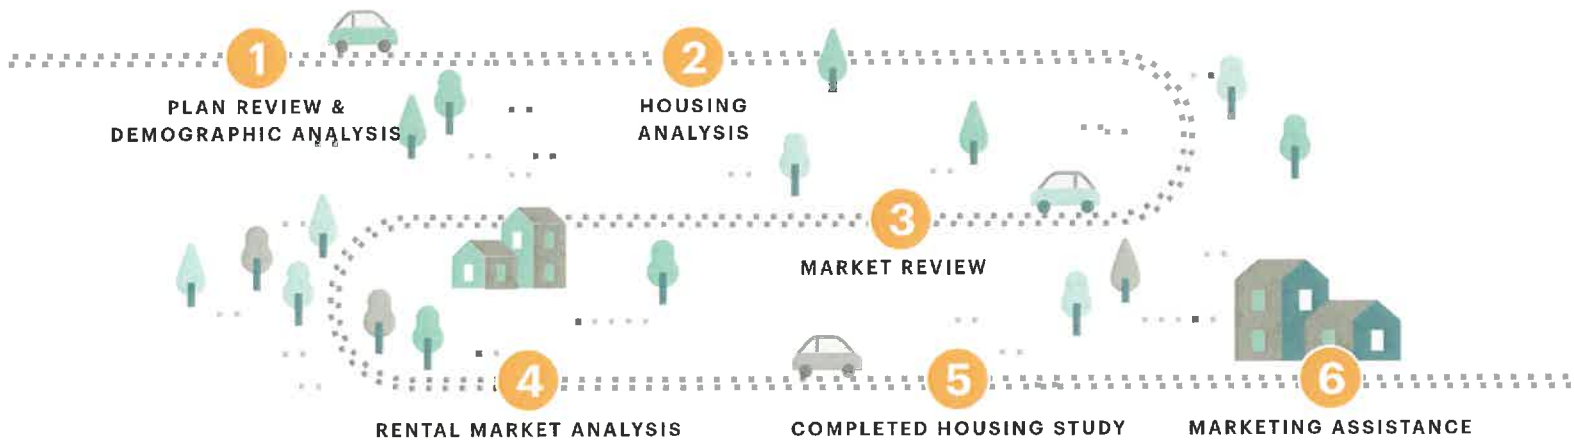 1
PLAN REVIEW &
DEMOGRAPHIC ANALYSIS
2
HOUSING
ANALYSIS
3
MARKET REVIEW
4
RENTAL MARKET ANALYSIS
5
COMPLETED HOUSING STUDY
6
MARKETING ASSISTANCE